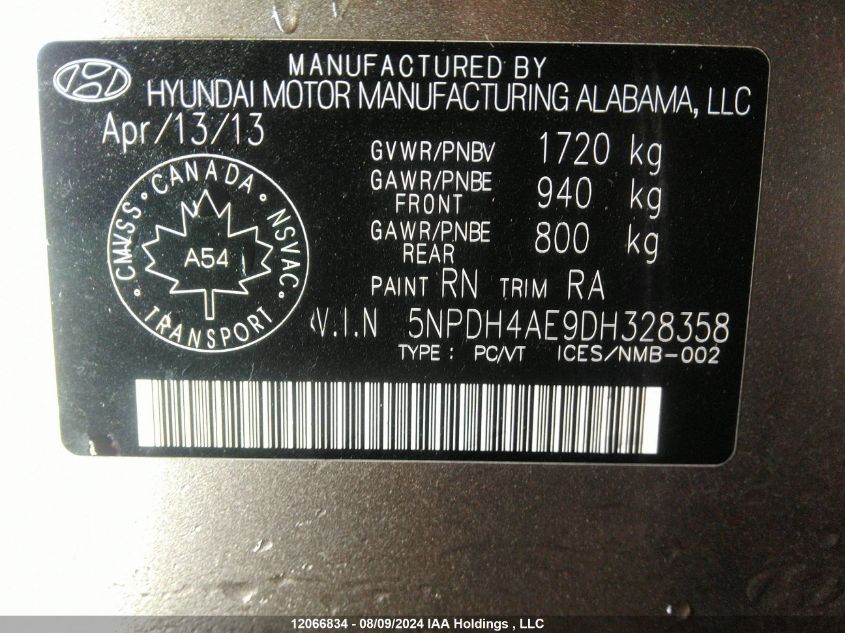 MANUFACTURED BY
HYUNDAI MOTOR MANUFACTURING ALABAMA, LLC
Apr/13/13
GVWR/PNBV 1720 kg
GAWR/PNBE FRONT 940 kg
GAWR/PNBE REAR 800 kg
PAINT RN TRIM RA
V.I.N 5NPDH4AE9DH328358
TYPE : PC/VT ICES/NMB-002
CMVSS · CANADA · NSVAC · TRANSPORT ·
A54
12066834 - 08/09/2024 IAA Holdings , LLC